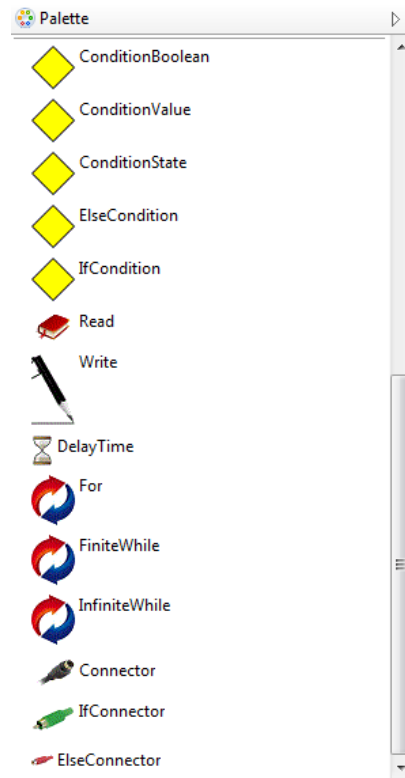 Palette
ConditionBoolean
ConditionValue
ConditionState
ElseCondition
IfCondition
Read
Write
DelayTime
For
FiniteWhile
InfiniteWhile
Connector
IfConnector
ElseConnector